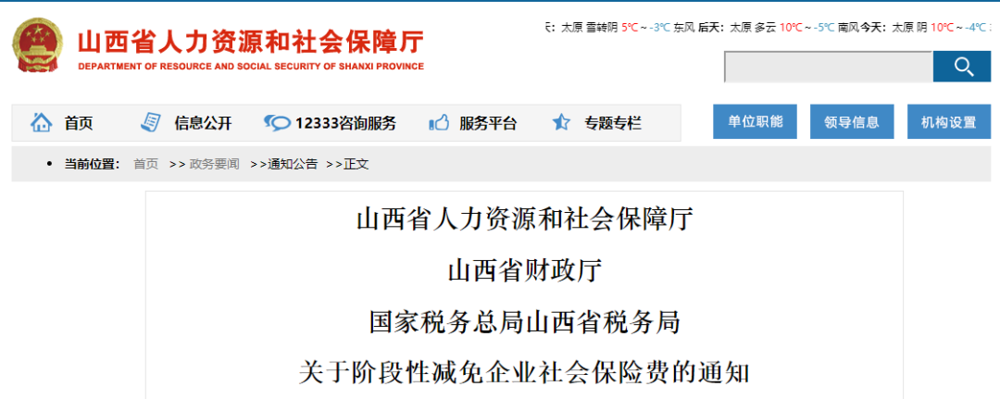 山西省人力资源和社会保障厅
DEPARTMENT OF RESOURCE AND SOCIAL SECURITY OF SHANXI PROVINCE
太原 雪转阴 5℃～-3℃ 东风 后天: 太原 多云 10℃～-5℃ 南风 今天: 太原 阴 10℃～-4℃
首页 信息公开 12333咨询服务 服务平台 专题专栏 单位职能 领导信息 机构设置
当前位置: 首页 >> 政务要闻 >>通知公告 >>正文
山西省人力资源和社会保障厅
山西省财政厅
国家税务总局山西省税务局
关于阶段性减免企业社会保险费的通知